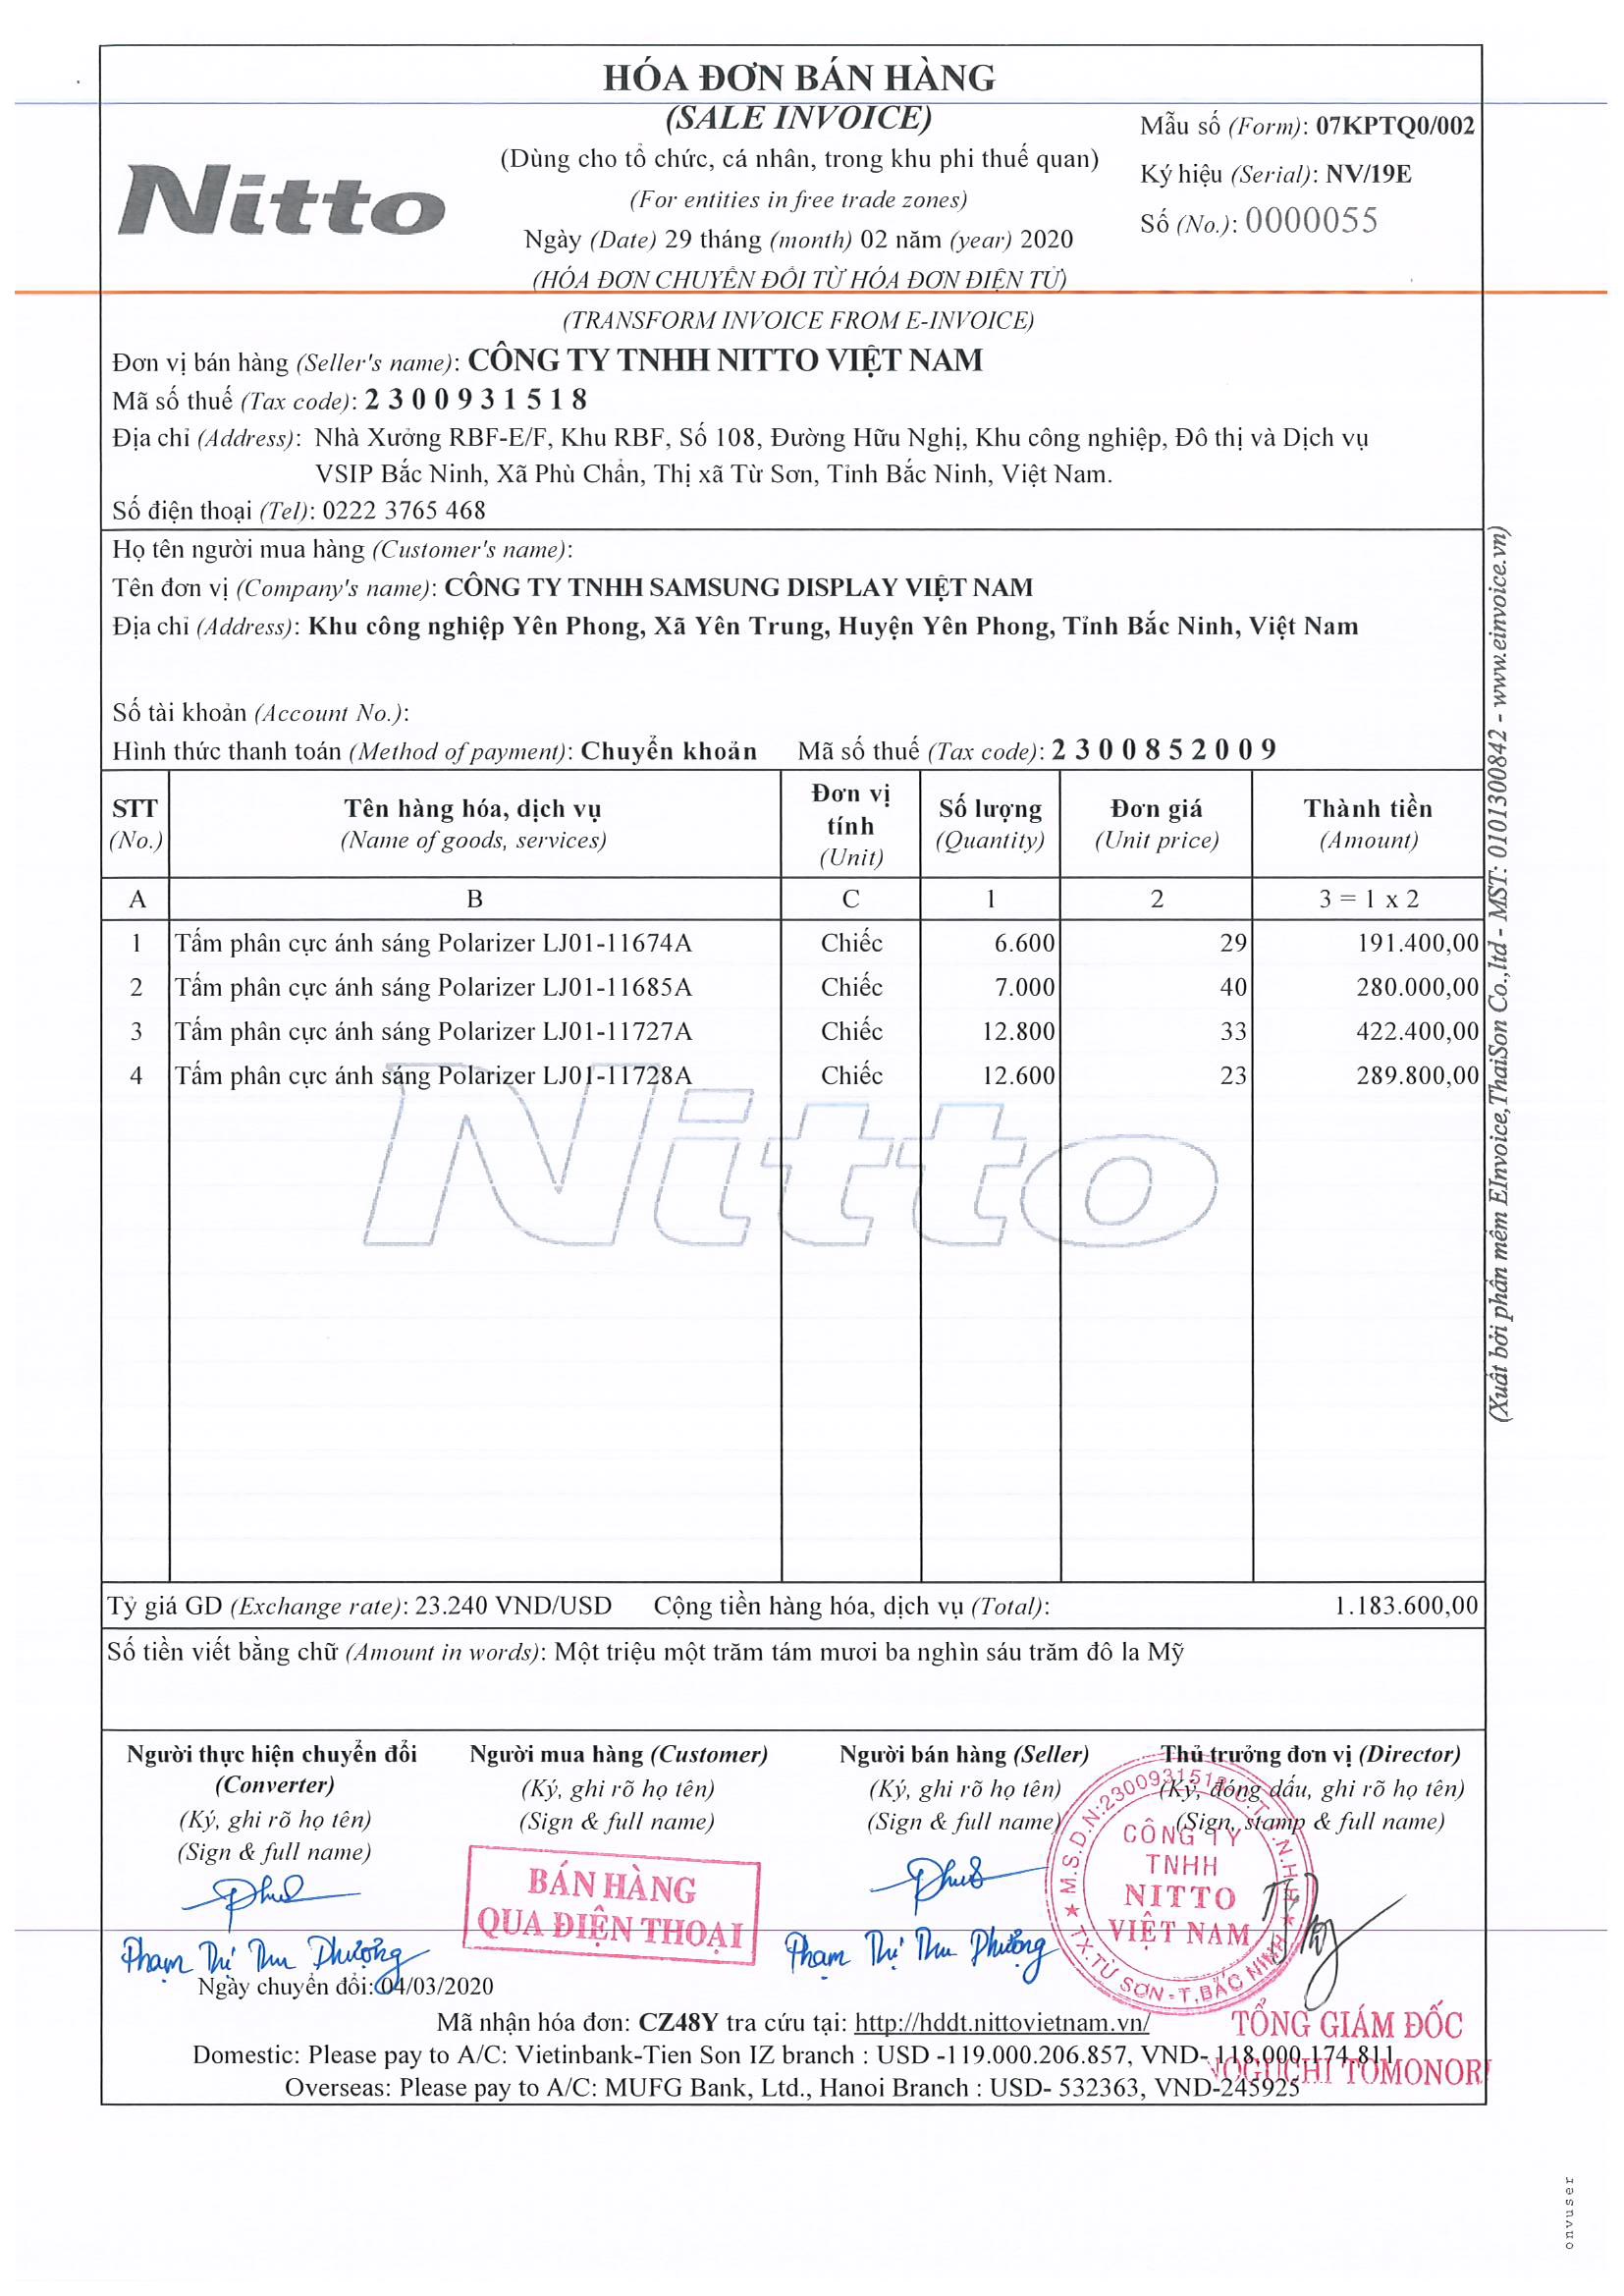 HÓA ĐƠN BÁN HÀNG
(SALE INVOICE)
(Dùng cho tổ chức, cá nhân, trong khu phi thuế quan)
(For entities in free trade zones)
Ngày (Date) 29 tháng (month) 02 năm (year) 2020
(HÓA ĐƠN CHUYỂN ĐỔI TỪ HÓA ĐƠN ĐIỆN TỬ)
(TRANSFORM INVOICE FROM E-INVOICE)
Nitto
Mẫu số (Form): 07KPTQ0/002
Ký hiệu (Serial): NV/19E
Số (No.): 0000055
Đơn vị bán hàng (Seller's name): CÔNG TY TNHH NITTO VIỆT NAM
Mã số thuế (Tax code): 2 3 0 0 9 3 1 5 1 8
Địa chỉ (Address): Nhà Xưởng RBF-E/F, Khu RBF, Số 108, Đường Hữu Nghị, Khu công nghiệp, Đô thị và Dịch vụ
VSIP Bắc Ninh, Xã Phù Chẩn, Thị xã Từ Sơn, Tỉnh Bắc Ninh, Việt Nam.
Số điện thoại (Tel): 0222 3765 468
Họ tên người mua hàng (Customer's name):
Tên đơn vị (Company's name): CÔNG TY TNHH SAMSUNG DISPLAY VIỆT NAM
Địa chỉ (Address): Khu công nghiệp Yên Phong, Xã Yên Trung, Huyện Yên Phong, Tỉnh Bắc Ninh, Việt Nam
Số tài khoản (Account No.):
Hình thức thanh toán (Method of payment): Chuyển khoản Mã số thuế (Tax code): 2 3 0 0 8 5 2 0 0 9
STT (No.) Tên hàng hóa, dịch vụ (Name of goods, services) Đơn vị tính (Unit) Số lượng (Quantity) Đơn giá (Unit price) Thành tiền (Amount)
A B C 1 2 3 = 1 x 2
1 Tấm phân cực ánh sáng Polarizer LJ01-11674A Chiếc 6.600 29 191.400,00
2 Tấm phân cực ánh sáng Polarizer LJ01-11685A Chiếc 7.000 40 280.000,00
3 Tấm phân cực ánh sáng Polarizer LJ01-11727A Chiếc 12.800 33 422.400,00
4 Tấm phân cực ánh sáng Polarizer LJ01-11728A Chiếc 12.600 23 289.800,00
Nitto
Tỷ giá GD (Exchange rate): 23.240 VND/USD Cộng tiền hàng hóa, dịch vụ (Total): 1.183.600,00
Số tiền viết bằng chữ (Amount in words): Một triệu một trăm tám mươi ba nghìn sáu trăm đô la Mỹ
Người thực hiện chuyển đổi
(Converter)
(Ký, ghi rõ họ tên)
(Sign & full name)
Phạm Thị Thu Phượng
Ngày chuyển đổi: 04/03/2020
Người mua hàng (Customer)
(Ký, ghi rõ họ tên)
(Sign & full name)
BÁN HÀNG
QUA ĐIỆN THOẠI
Người bán hàng (Seller)
(Ký, ghi rõ họ tên)
(Sign & full name)
Phạm Thị Thu Phượng
Thủ trưởng đơn vị (Director)
(Ký, đóng dấu, ghi rõ họ tên)
(Sign, stamp & full name)
M.S.D.N:2300931518-C.T.T.N.H.H
CÔNG TY
TNHH
NITTO
VIỆT NAM
TX.TỪ SƠN - T.BẮC NINH
TỔNG GIÁM ĐỐC
NOGUCHI TOMONORI
Mã nhận hóa đơn: CZ48Y tra cứu tại: http://hddt.nittovietnam.vn/
Domestic: Please pay to A/C: Vietinbank-Tien Son IZ branch : USD -119.000.206.857, VND- 118.000.174.811
Overseas: Please pay to A/C: MUFG Bank, Ltd., Hanoi Branch : USD- 532363, VND-245925
(Xuất bởi phần mềm EInvoice,ThaiSon Co.,ltd - MST: 0101300842 - www.einvoice.vn)
onvuser